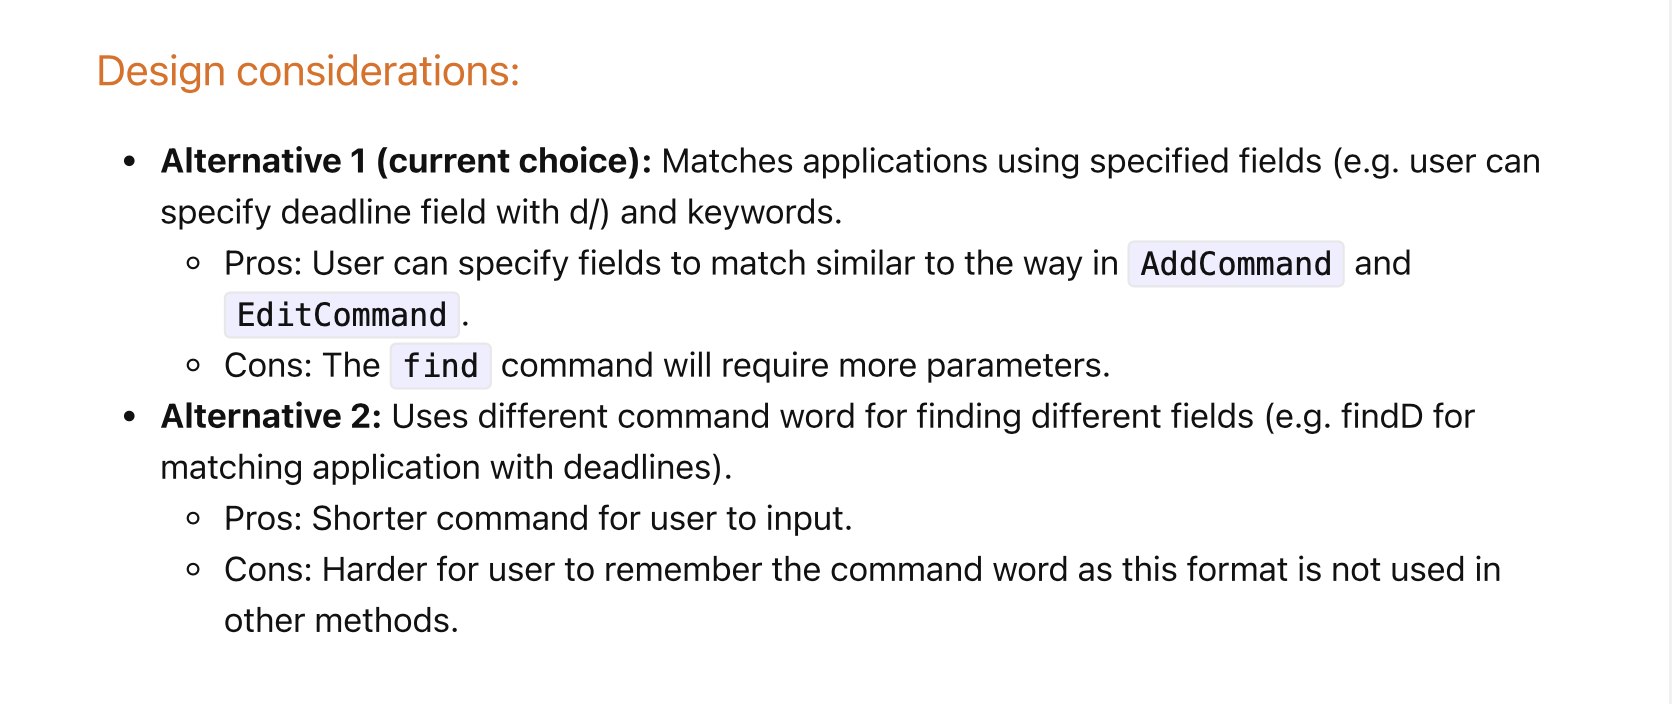 Design considerations:
• Alternative 1 (current choice): Matches applications using specified fields (e.g. user can
specify deadline field with d/) and keywords.
◦ Pros: User can specify fields to match similar to the way in AddCommand and
EditCommand.
◦ Cons: The find command will require more parameters.
• Alternative 2: Uses different command word for finding different fields (e.g. findD for
matching application with deadlines).
◦ Pros: Shorter command for user to input.
◦ Cons: Harder for user to remember the command word as this format is not used in
other methods.